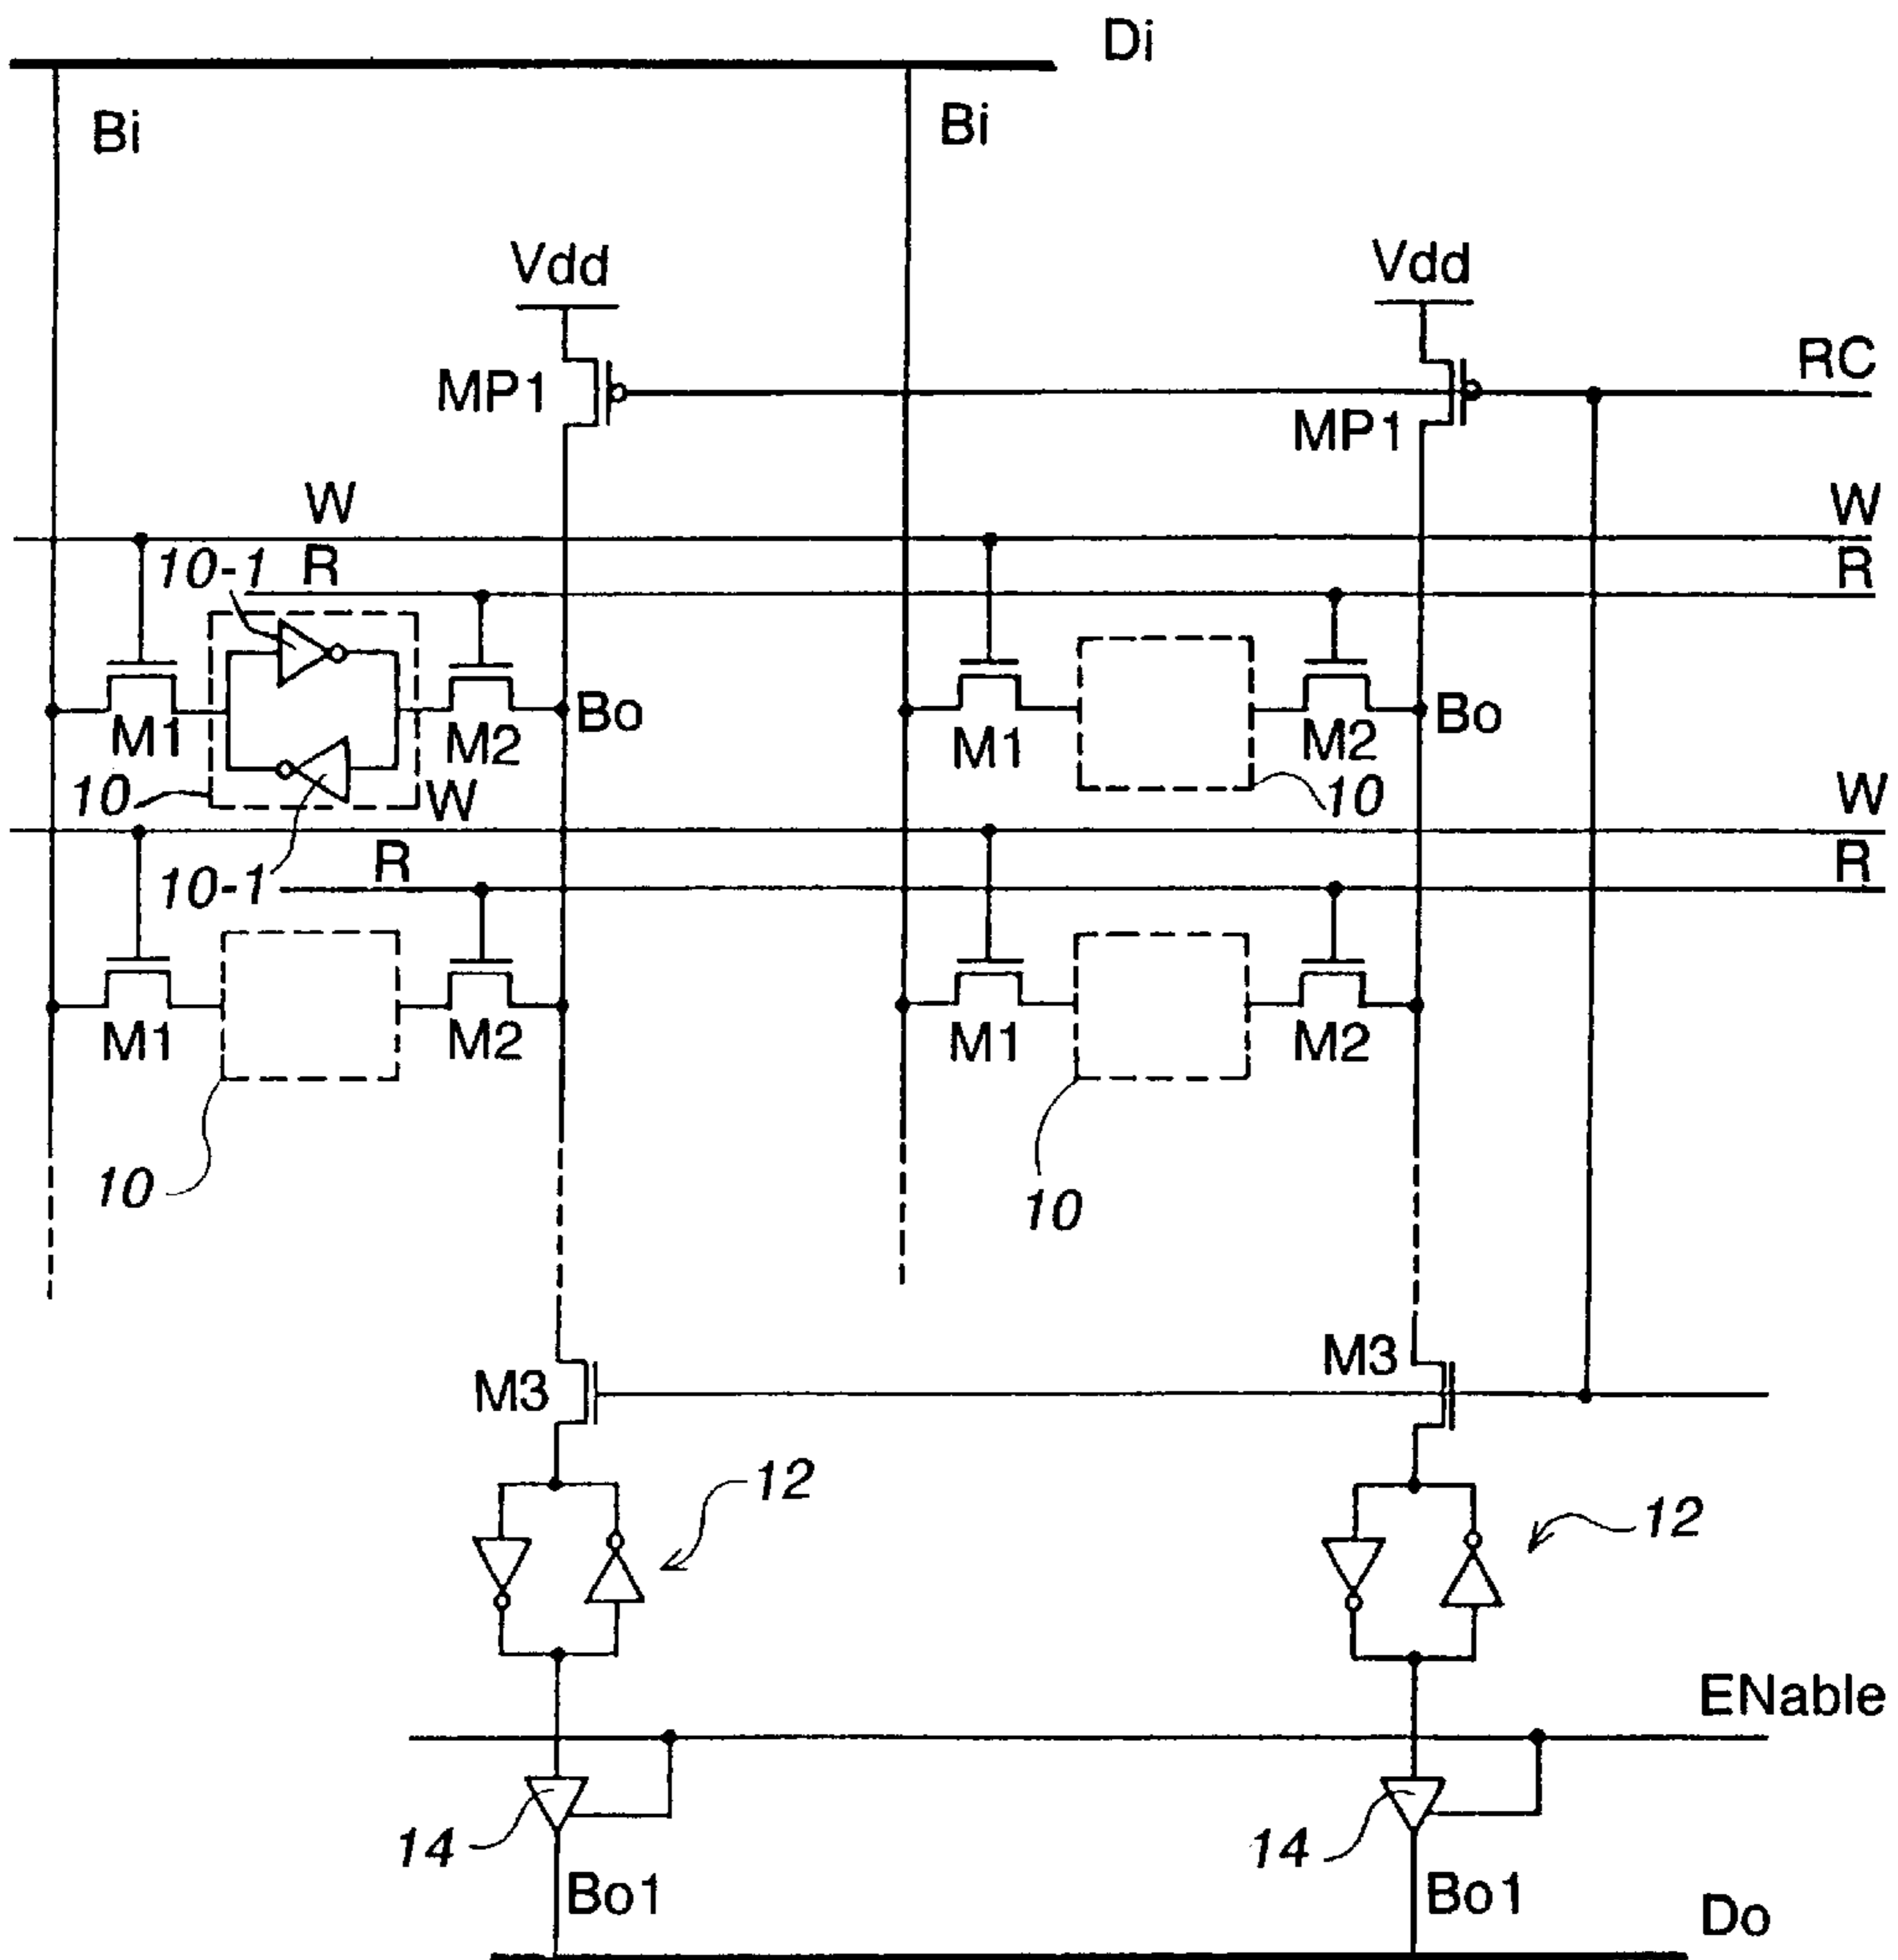 Di
Bi Bi
Vdd Vdd
RC
MP1 MP1
W W
10-1 R R
M1 M2 Bo M1 M2 Bo
10 W 10 W
10-1 R R
M1 M2 M1 M2
10 10
M3 M3
12 12
ENable
14 14
Bo1 Bo1
Do